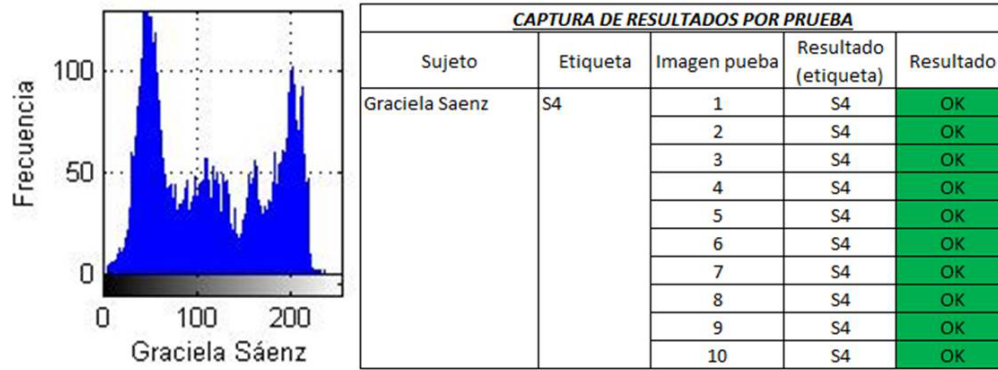 100
50
0
Frecuencia
0 100 200
Graciela Sáenz
CAPTURA DE RESULTADOS POR PRUEBA
Sujeto Etiqueta Imagen pueba Resultado (etiqueta) Resultado
Graciela Saenz S4 1 S4 OK
2 S4 OK
3 S4 OK
4 S4 OK
5 S4 OK
6 S4 OK
7 S4 OK
8 S4 OK
9 S4 OK
10 S4 OK